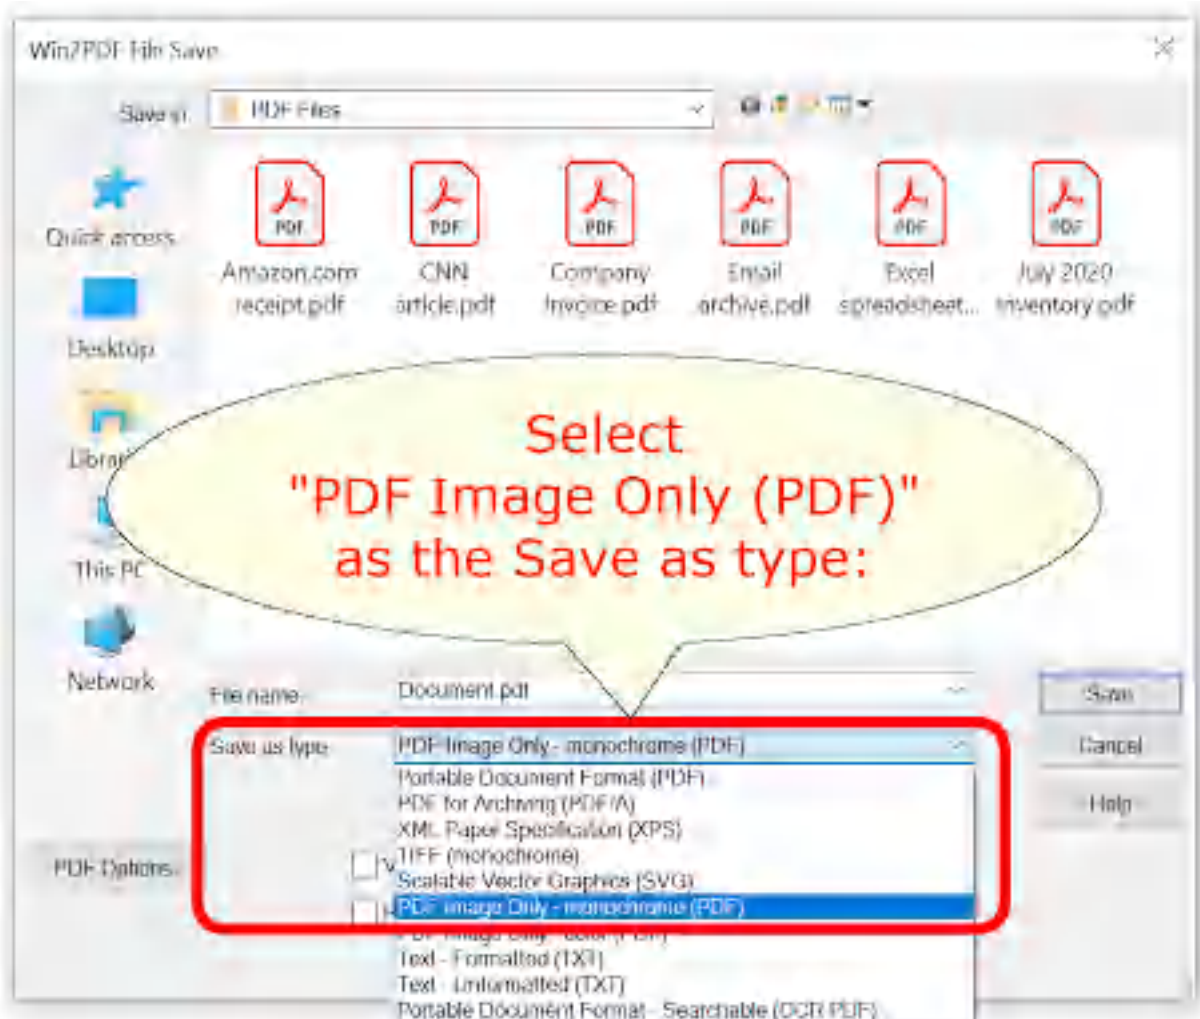 Win2PDF File Save
Save in
PDF Files
PDF
PDF
PDF
PDF
PDF
PDF
Amazon.com
receipt.pdf
CNN
article.pdf
Company
Invoice.pdf
Email
archive.pdf
Excel
spreadsheet...
July 2020
inventory.pdf
Quick access
Desktop
This PC
Network
Select
"PDF Image Only (PDF)"
as the Save as type:
File name
Document.pdf
Save
Save as type
PDF Image Only - monochrome (PDF)
Cancel
Portable Document Format (PDF)
PDF for Archiving (PDF/A)
Help
XML Paper Specification (XPS)
TIFF (monochrome)
PDF Options
Scalable Vector Graphics (SVG)
PDF Image Only - monochrome (PDF)
PDF Image Only - color (PDF)
Text - Formatted (TXT)
Text - Unformatted (TXT)
Portable Document Format - Searchable (OCR PDF)